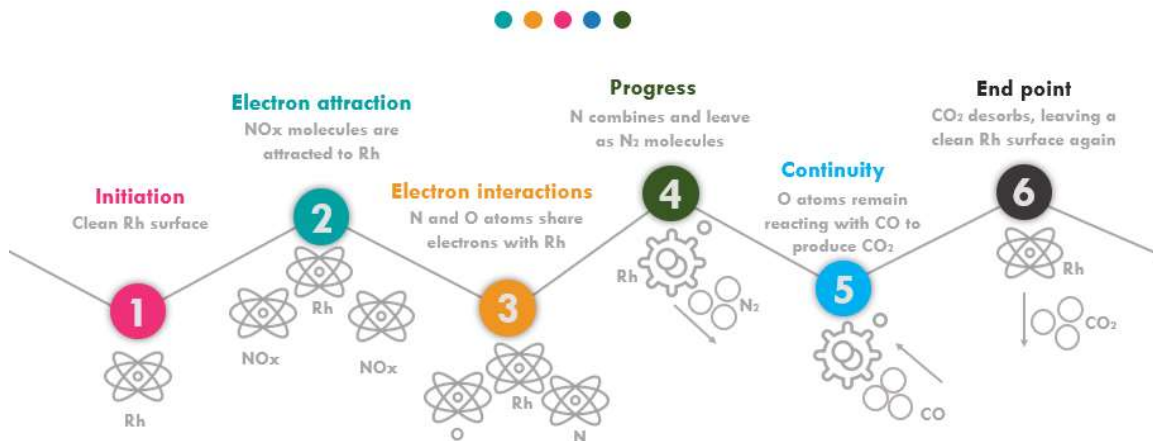 Initiation
Clean Rh surface
1
Rh
Electron attraction
NOx molecules are
attracted to Rh
2
Rh
NOx
NOx
Electron interactions
N and O atoms share
electrons with Rh
3
Rh
O
N
Progress
N combines and leave
as N₂ molecules
4
Rh
N₂
Continuity
O atoms remain
reacting with CO to
produce CO₂
5
CO
End point
CO₂ desorbs, leaving a
clean Rh surface again
6
Rh
CO₂